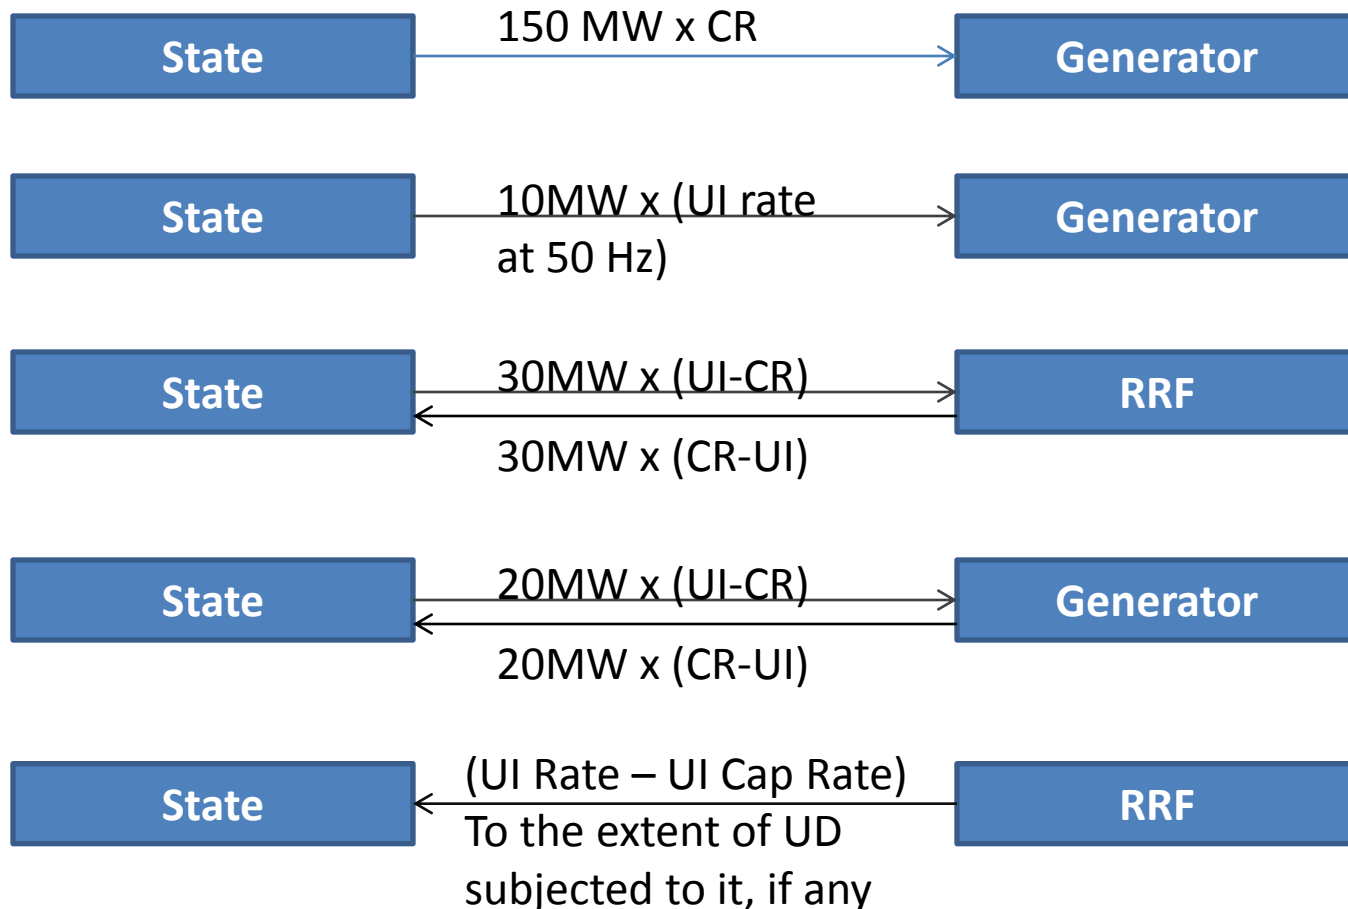 State
150 MW x CR
Generator
State
10MW x (UI rate
at 50 Hz)
Generator
State
30MW x (UI-CR)
30MW x (CR-UI)
RRF
State
20MW x (UI-CR)
20MW x (CR-UI)
Generator
State
(UI Rate – UI Cap Rate)
To the extent of UD
subjected to it, if any
RRF